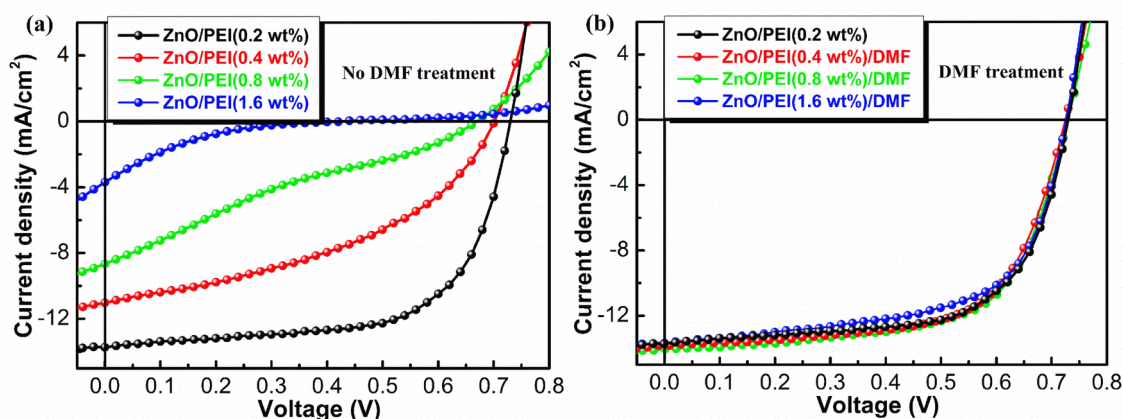 (a)
ZnO/PEI(0.2 wt%)
ZnO/PEI(0.4 wt%)
ZnO/PEI(0.8 wt%)
ZnO/PEI(1.6 wt%)
No DMF treatment
Current density (mA/cm²)
4
0
-4
-8
-12
0.0 0.1 0.2 0.3 0.4 0.5 0.6 0.7 0.8
Voltage (V)
(b)
ZnO/PEI(0.2 wt%)
ZnO/PEI(0.4 wt%)/DMF
ZnO/PEI(0.8 wt%)/DMF
ZnO/PEI(1.6 wt%)/DMF
DMF treatment
Current density (mA/cm²)
4
0
-4
-8
-12
0.0 0.1 0.2 0.3 0.4 0.5 0.6 0.7 0.8
Voltage (V)